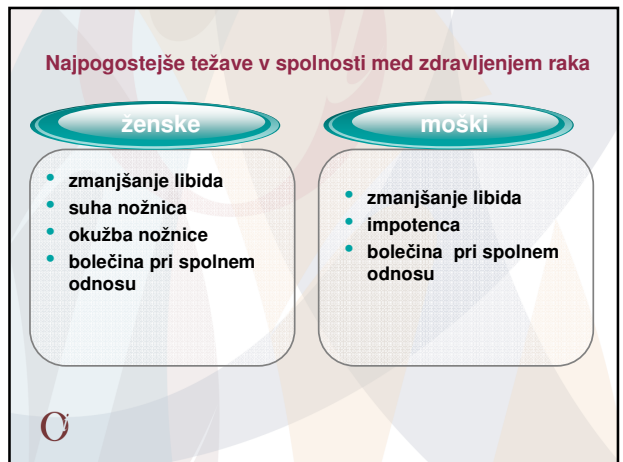 Najpogostejše težave v spolnosti med zdravljenjem raka
ženske
zmanjšanje libida
suha nožnica
okužba nožnice
bolečina pri spolnem
odnosu
moški
zmanjšanje libida
impotenca
bolečina pri spolnem
odnosu